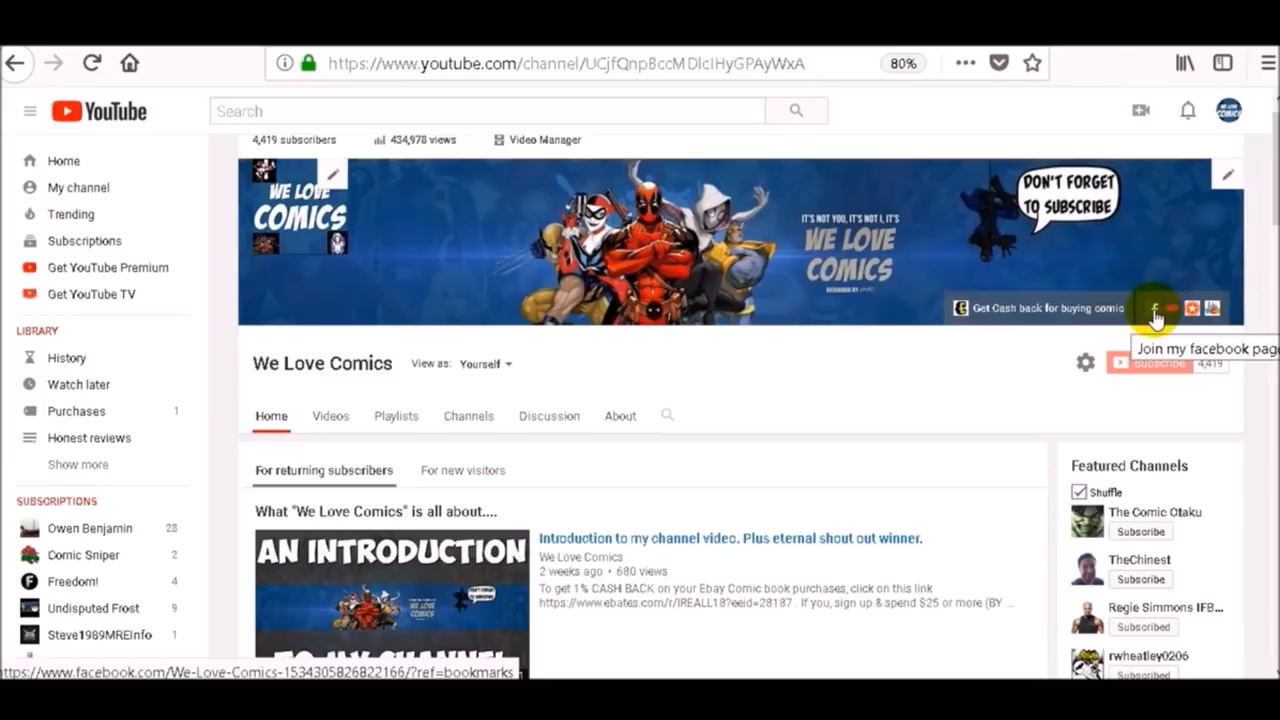 https://www.youtube.com/channel/UCjfQnpBccMDlcIHyGPAyWxA
80%
YouTube
Search
4,419 subscribers
434,978 views
Video Manager
WE LOVE
COMICS
IT'S NOT YOU, IT'S NOT I, IT'S
WE LOVE
COMICS
DON'T FORGET
TO SUBSCRIBE
Get Cash back for buying comic
Join my facebook page
We Love Comics
View as: Yourself
Subscribe 4,419
Home
My channel
Trending
Subscriptions
Get YouTube Premium
Get YouTube TV
LIBRARY
History
Watch later
Purchases 1
Honest reviews
Show more
SUBSCRIPTIONS
Owen Benjamin 28
Comic Sniper 2
Freedom! 4
Undisputed Frost 9
Steve1989MREInfo 1
Home Videos Playlists Channels Discussion About
For returning subscribers For new visitors
What "We Love Comics" is all about....
AN INTRODUCTION
TO MY CHANNEL
Introduction to my channel video. Plus eternal shout out winner.
We Love Comics
2 weeks ago • 680 views
To get 1% CASH BACK on your Ebay Comic book purchases, click on this link
https://www.ebates.com/r/IREALL18?eeid=28187 . If you, sign up & spend $25 or more (BY ...
Featured Channels
Shuffle
The Comic Otaku
Subscribe
TheChinest
Subscribe
Regie Simmons IFB...
Subscribed
rwheatley0206
Subscribed
https://www.facebook.com/We-Love-Comics-1534305826822166/?ref=bookmarks